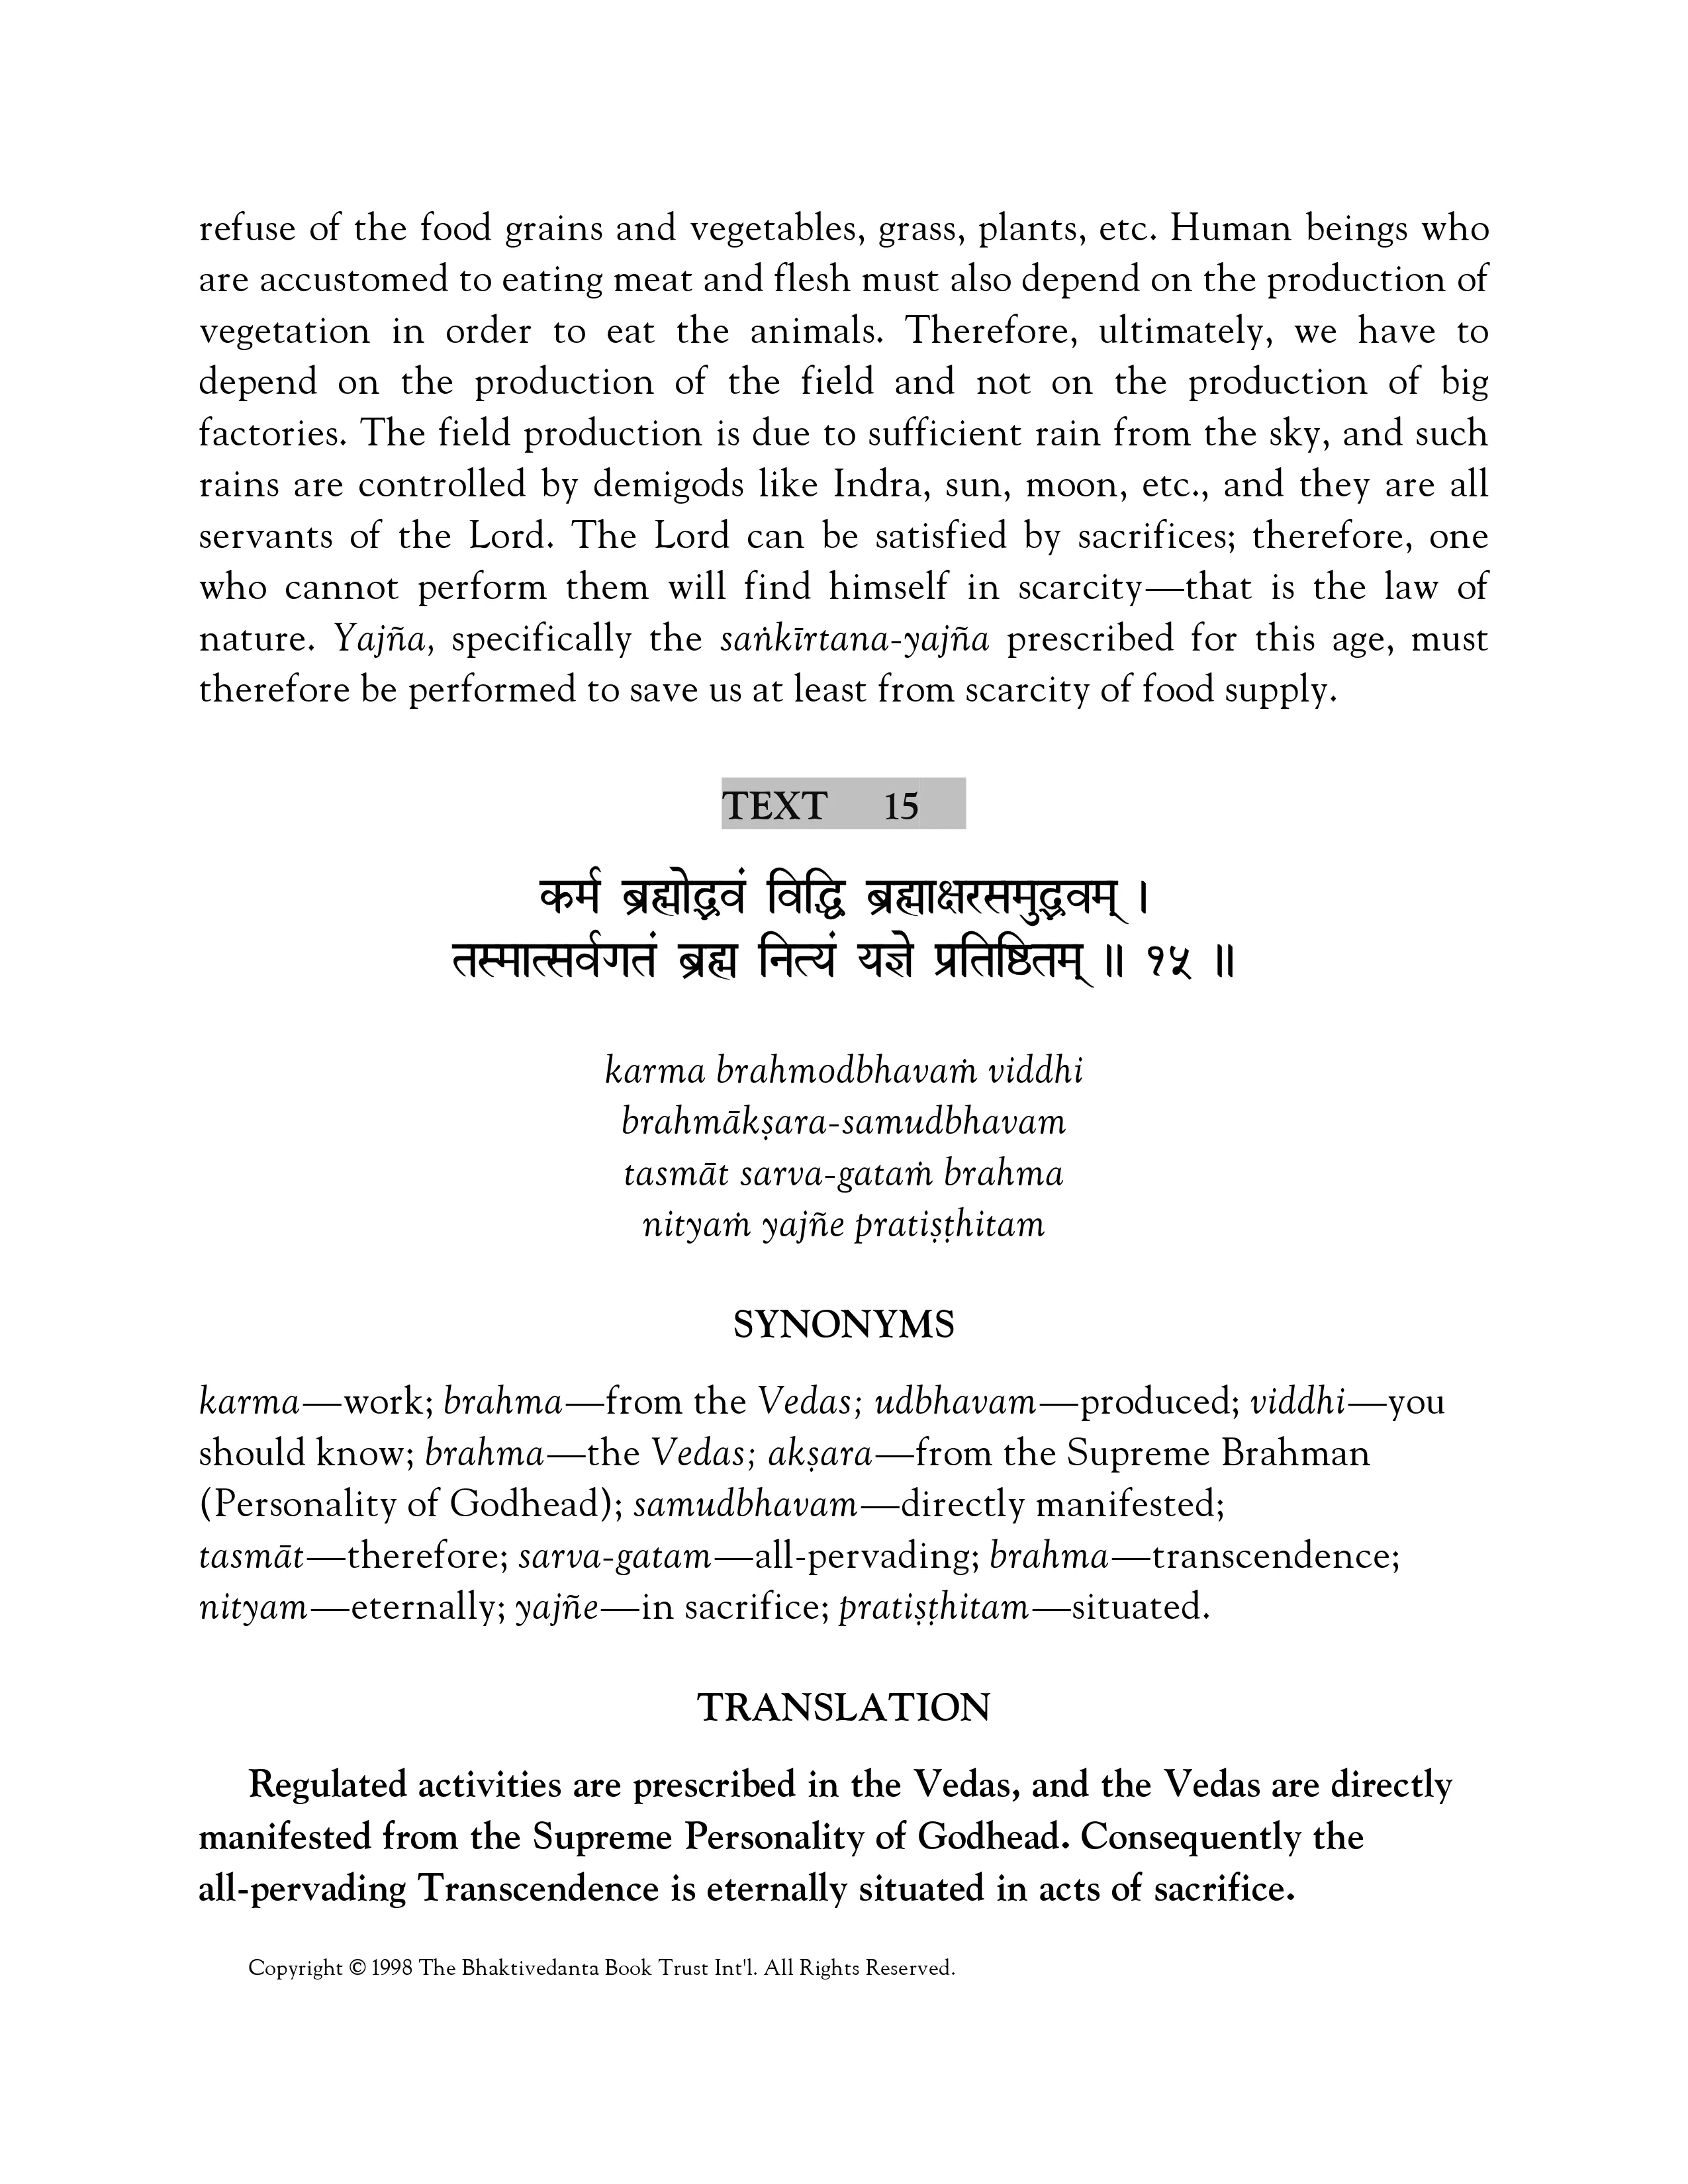 refuse of the food grains and vegetables, grass, plants, etc. Human beings who
are accustomed to eating meat and flesh must also depend on the production of
vegetation in order to eat the animals. Therefore, ultimately, we have to
depend on the production of the field and not on the production of big
factories. The field production is due to sufficient rain from the sky, and such
rains are controlled by demigods like Indra, sun, moon, etc., and they are all
servants of the Lord. The Lord can be satisfied by sacrifices; therefore, one
who cannot perform them will find himself in scarcity—that is the law of
nature. Yajña, specifically the saṅkīrtana-yajña prescribed for this age, must
therefore be performed to save us at least from scarcity of food supply.
TEXT 15
कर्म ब्रह्मोद्भवं विद्धि ब्रह्माक्षरसमुद्भवम् ।
तस्मात्सर्वगतं ब्रह्म नित्यं यज्ञे प्रतिष्ठितम् ॥ १५ ॥
karma brahmodbhavaṁ viddhi
brahmākṣara-samudbhavam
tasmāt sarva-gataṁ brahma
nityaṁ yajñe pratiṣṭhitam
SYNONYMS
karma—work; brahma—from the Vedas; udbhavam—produced; viddhi—you
should know; brahma—the Vedas; akṣara—from the Supreme Brahman
(Personality of Godhead); samudbhavam—directly manifested;
tasmāt—therefore; sarva-gatam—all-pervading; brahma—transcendence;
nityam—eternally; yajñe—in sacrifice; pratiṣṭhitam—situated.
TRANSLATION
Regulated activities are prescribed in the Vedas, and the Vedas are directly
manifested from the Supreme Personality of Godhead. Consequently the
all-pervading Transcendence is eternally situated in acts of sacrifice.
Copyright © 1998 The Bhaktivedanta Book Trust Int'l. All Rights Reserved.